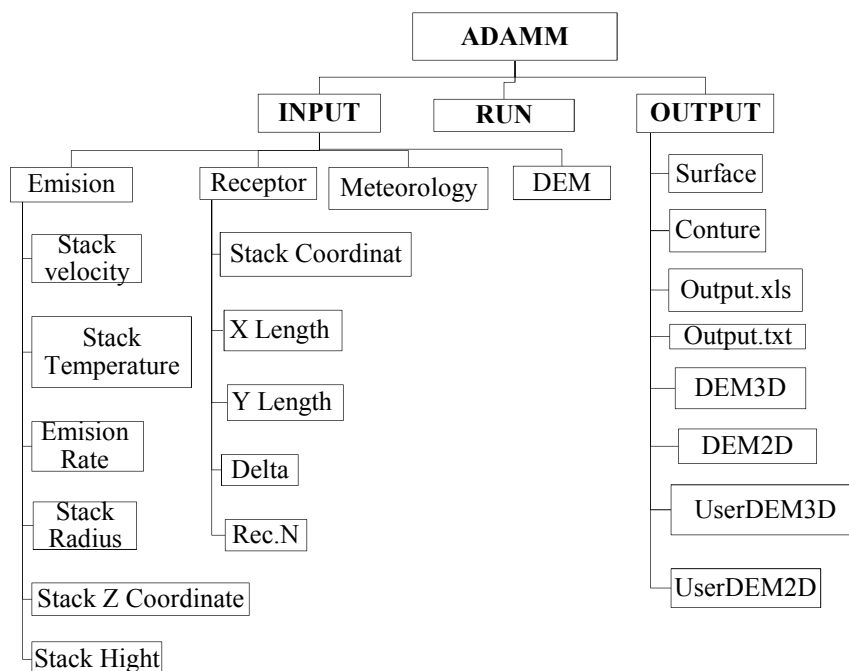 ADAMM
INPUT
RUN
OUTPUT
Emision
Receptor
Meteorology
DEM
Stack
velocity
Stack
Temperature
Emision
Rate
Stack
Radius
Stack Z Coordinate
Stack Hight
Stack Coordinat
X Length
Y Length
Delta
Rec.N
Surface
Conture
Output.xls
Output.txt
DEM3D
DEM2D
UserDEM3D
UserDEM2D